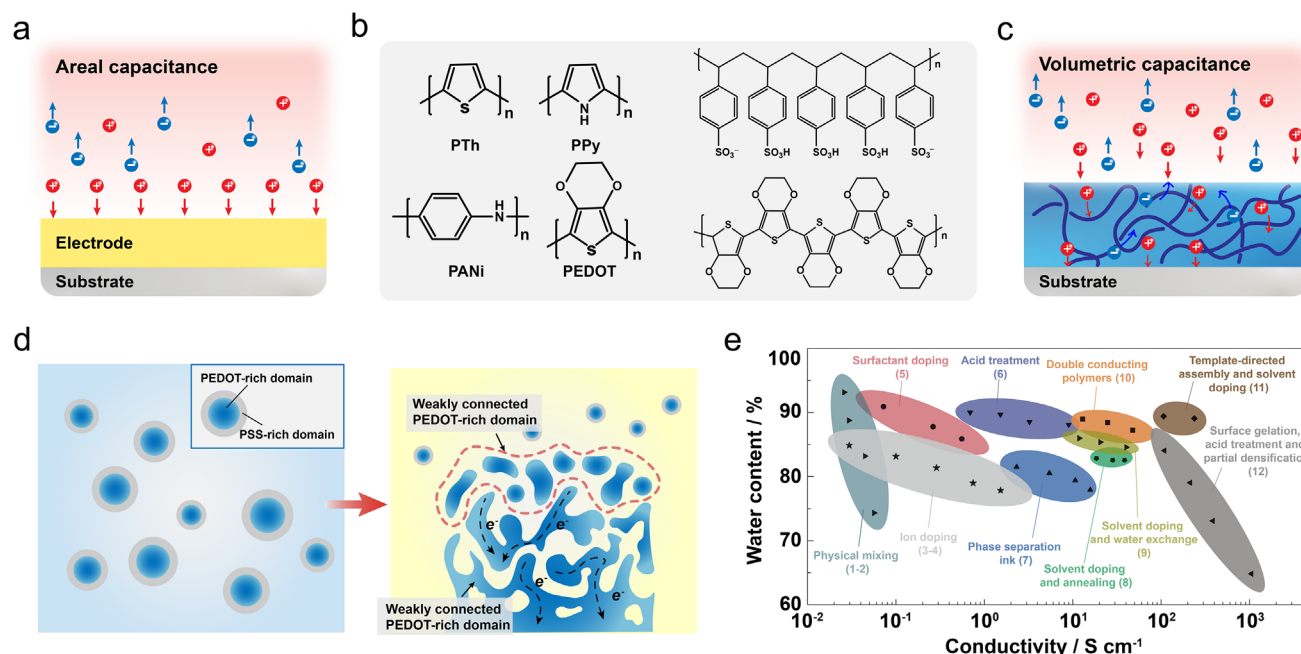 a
Areal capacitance
Electrode
Substrate
b
PTh
PPy
PANi
PEDOT
S
n
N
H
n
H
N
n
O
O
S
n
n
SO₃⁻
SO₃H
SO₃H
SO₃H
SO₃⁻
O
O
O
O
S
S
S
S
S
n
O
O
O
O
O
O
c
Volumetric capacitance
Substrate
d
PEDOT-rich domain
PSS-rich domain
Weakly connected
PEDOT-rich domain
e⁻
e⁻
e⁻
e⁻
Weakly connected
PEDOT-rich domain
e
Water content / %
100
90
80
70
60
10⁻²
10⁻¹
10⁰
10¹
10²
10³
Conductivity / S cm⁻¹
Surfactant doping
(5)
Acid treatment
(6)
Double conducting
polymers (10)
Template-directed
assembly and solvent
doping (11)
Surface gelation,
acid treatment and
partial densificatio
(12)
Physical mixing
(1-2)
Ion doping
(3-4)
Phase separation
ink (7)
Solvent doping
and water exchange
(9)
Solvent doping
and annealing (8)